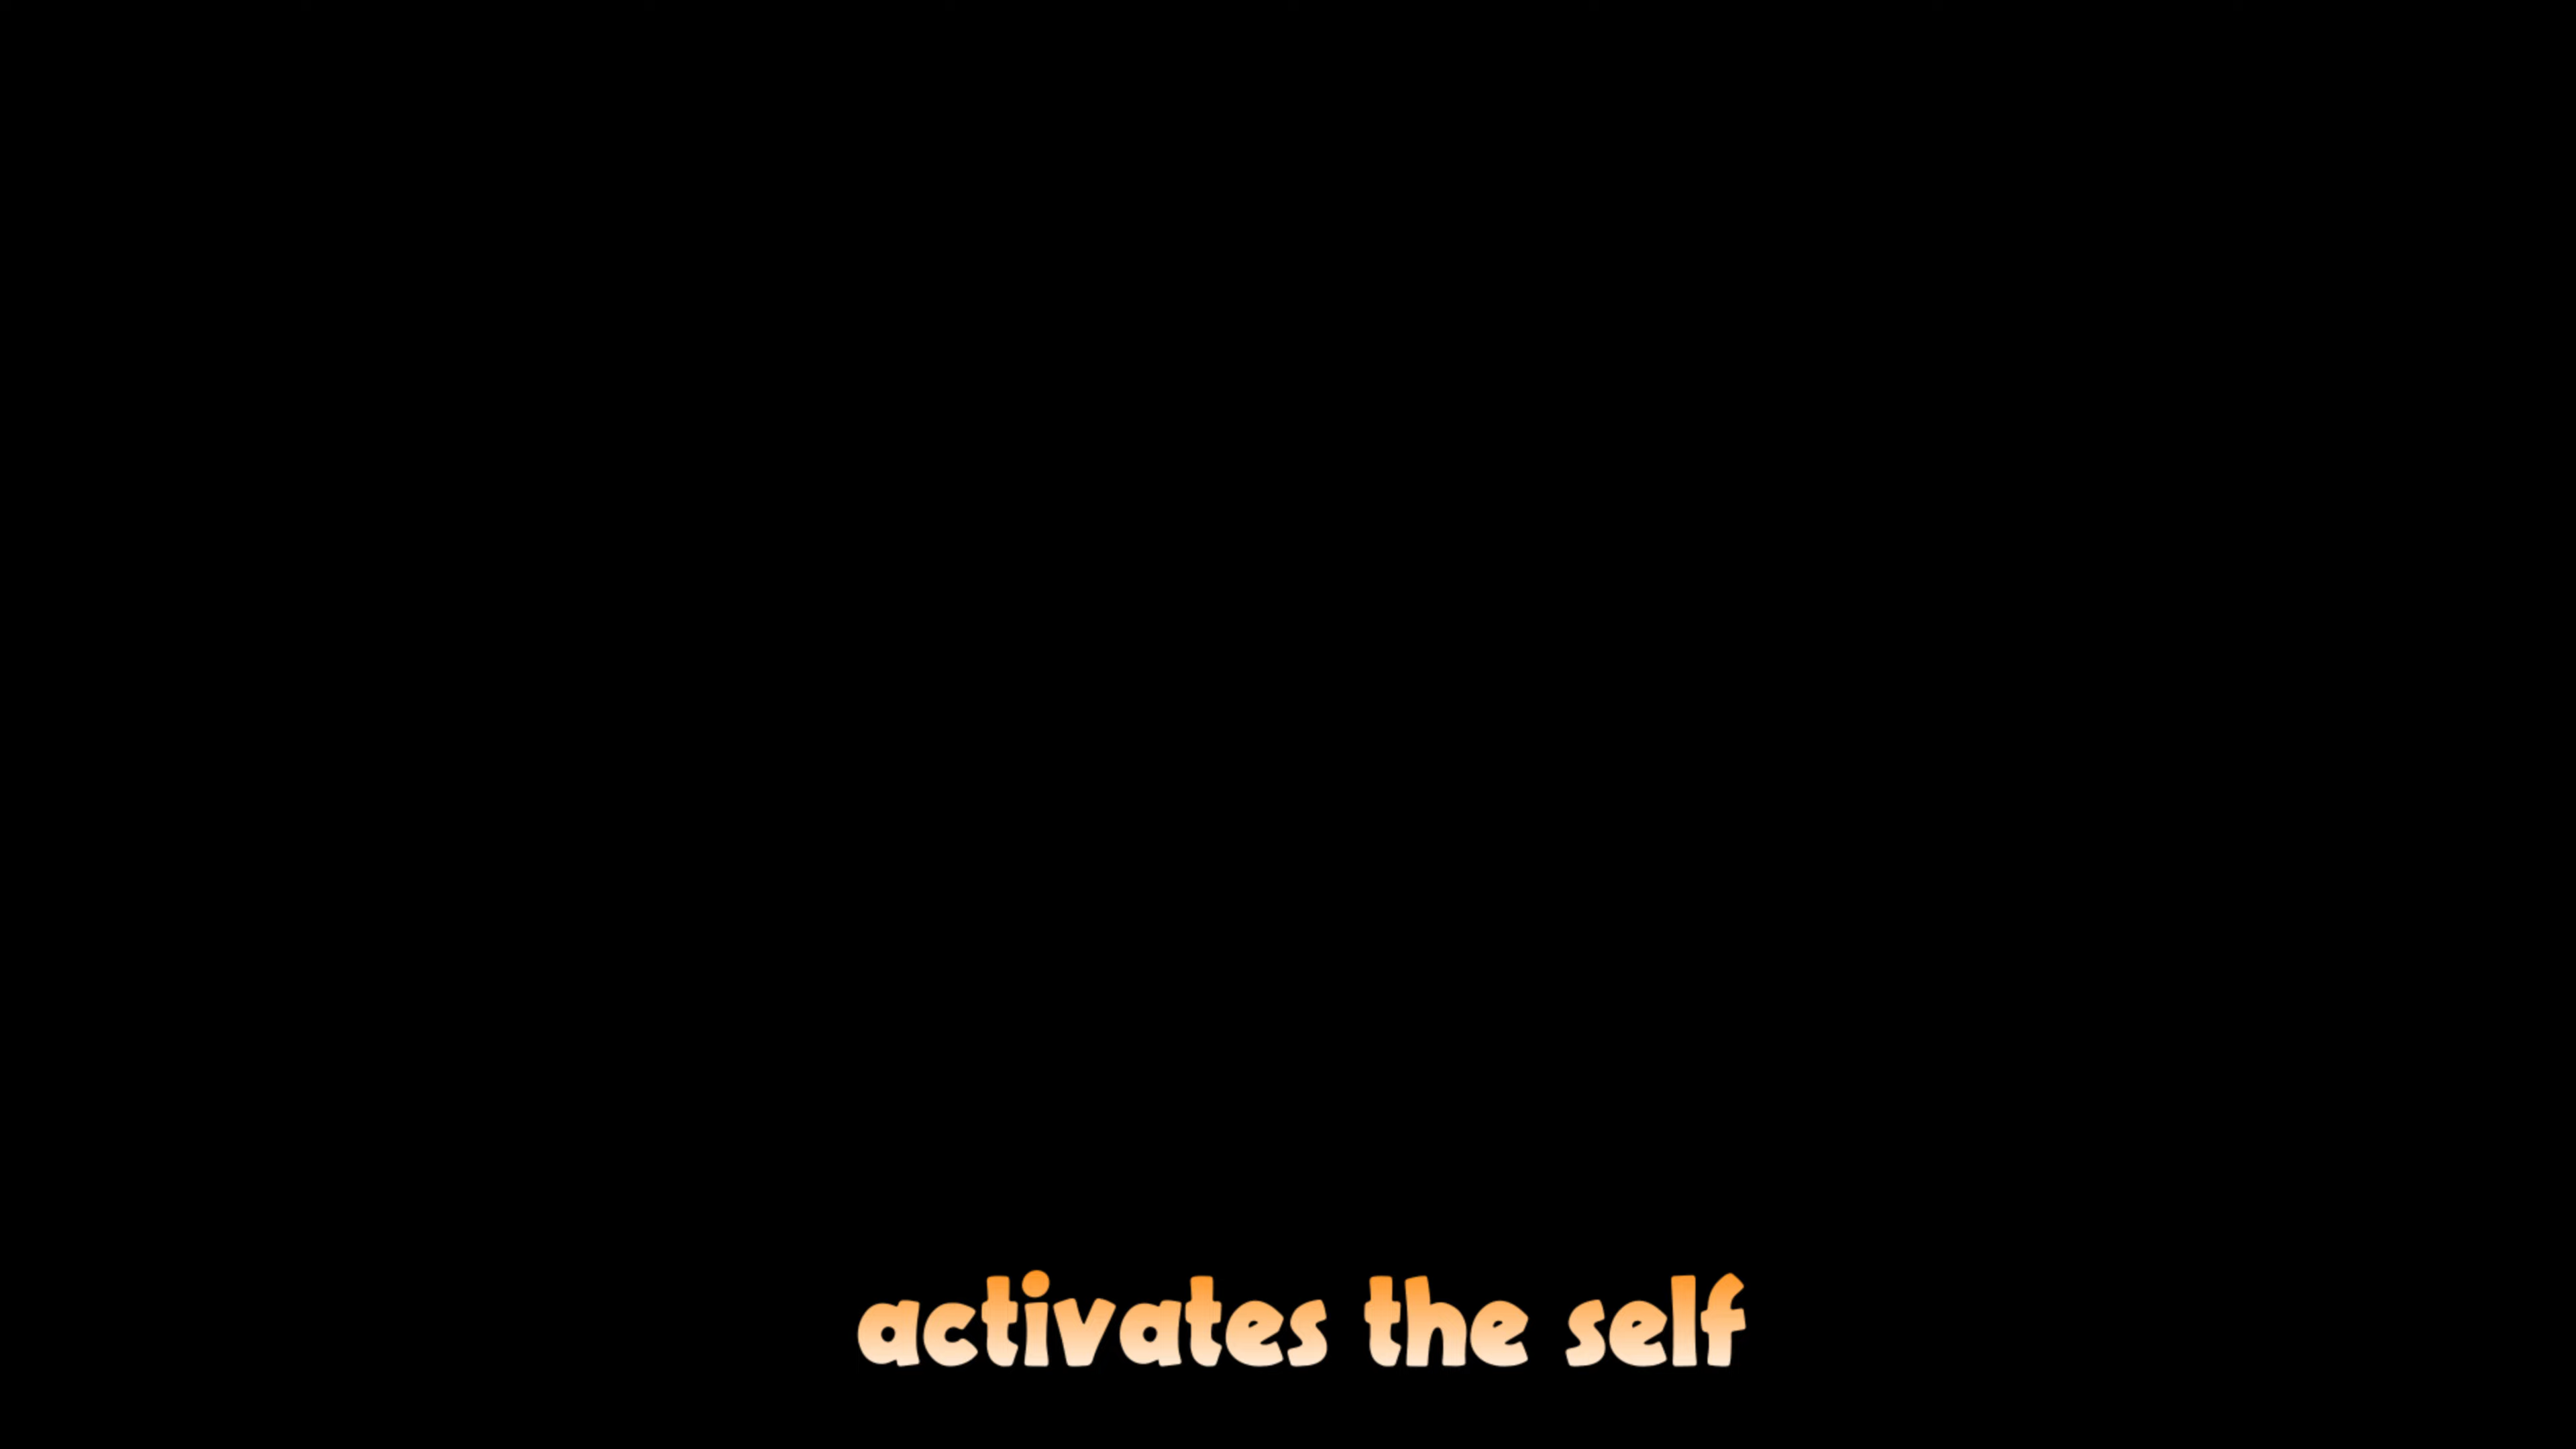 activates the self